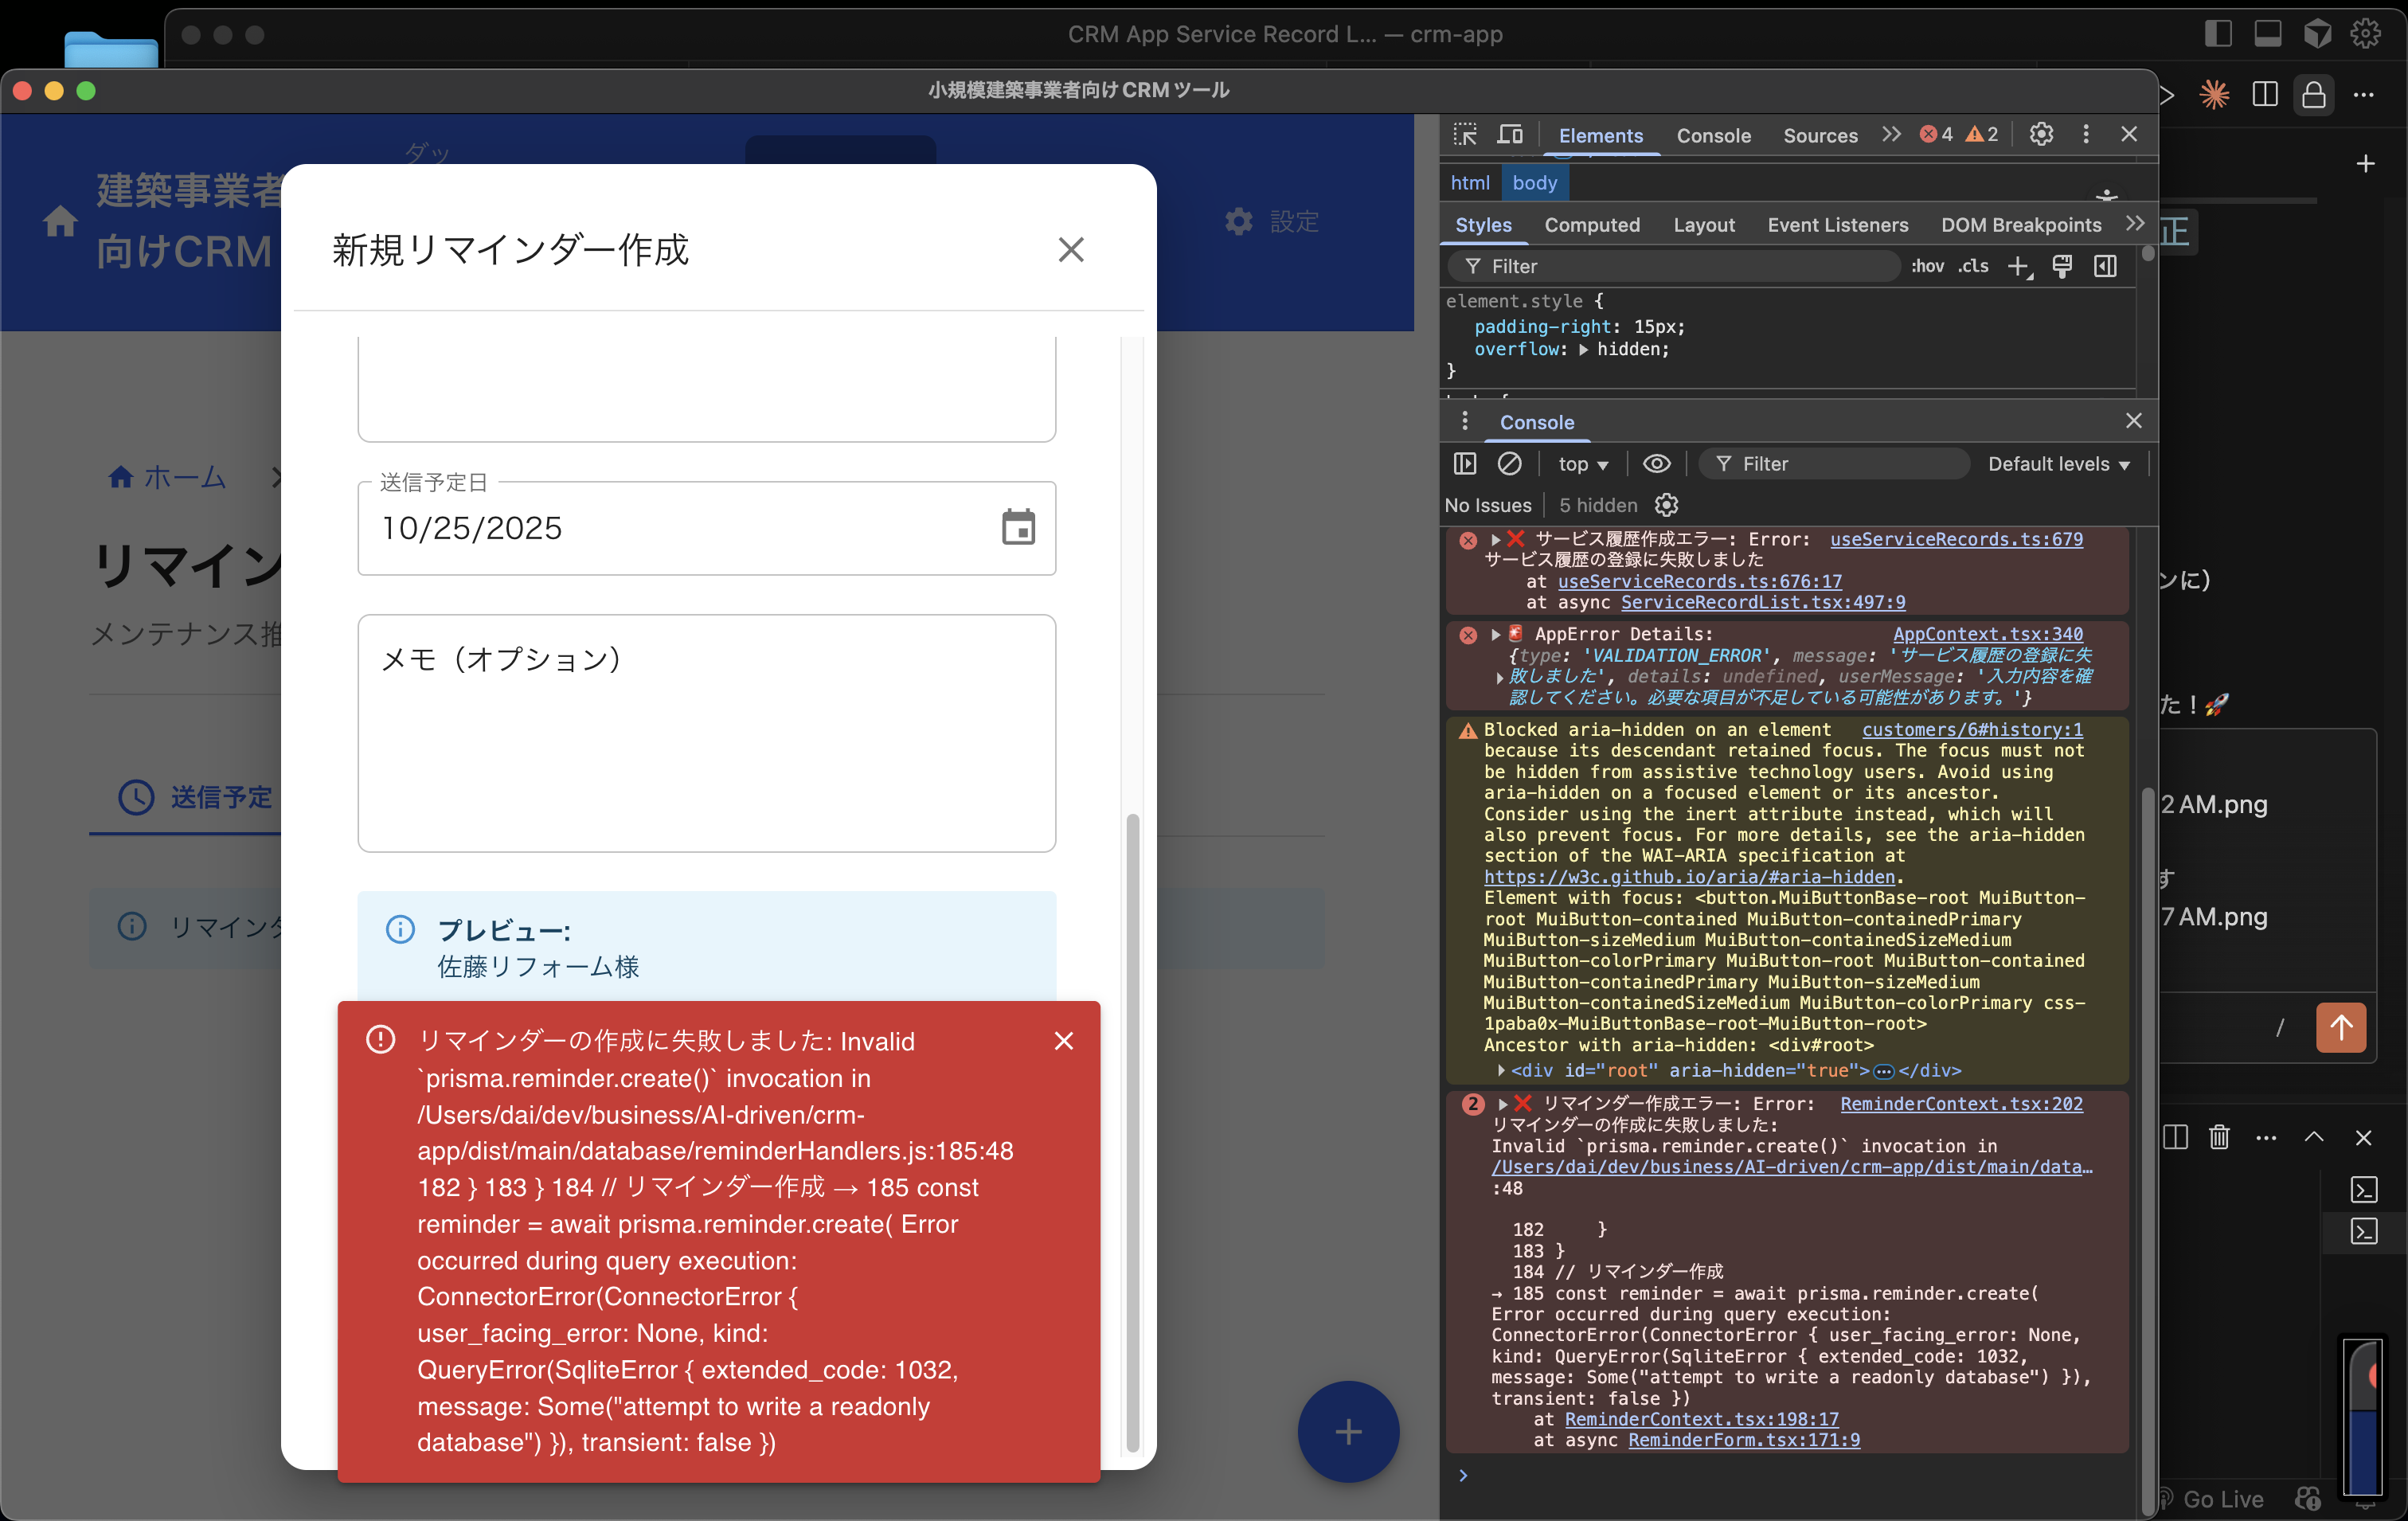 CRM App Service Record L... — crm-app
小規模建築事業者向け CRM ツール
ダッ
建築事業者
向けCRM
設定
ホーム
リマイン
メンテナンス推
送信予定
リマインダ
新規リマインダー作成
送信予定日
10/25/2025
メモ（オプション）
プレビュー:
佐藤リフォーム様
リマインダーの作成に失敗しました: Invalid
`prisma.reminder.create()` invocation in
/Users/dai/dev/business/AI-driven/crm-
app/dist/main/database/reminderHandlers.js:185:48
182 } 183 } 184 // リマインダー作成 → 185 const
reminder = await prisma.reminder.create( Error
occurred during query execution:
ConnectorError(ConnectorError {
user_facing_error: None, kind:
QueryError(SqliteError { extended_code: 1032,
message: Some("attempt to write a readonly
database") }), transient: false })
Elements Console Sources 4 2
html body
Styles Computed Layout Event Listeners DOM Breakpoints
Filter :hov .cls
element.style {
padding-right: 15px;
overflow: hidden;
}
Console
top Filter Default levels
No Issues 5 hidden
❌ サービス履歴作成エラー: Error: useServiceRecords.ts:679
サービス履歴の登録に失敗しました
at useServiceRecords.ts:676:17
at async ServiceRecordList.tsx:497:9
🚨 AppError Details: AppContext.tsx:340
{type: 'VALIDATION_ERROR', message: 'サービス履歴の登録に失
敗しました', details: undefined, userMessage: '入力内容を確
認してください。必要な項目が不足している可能性があります。'}
Blocked aria-hidden on an element customers/6#history:1
because its descendant retained focus. The focus must not
be hidden from assistive technology users. Avoid using
aria-hidden on a focused element or its ancestor.
Consider using the inert attribute instead, which will
also prevent focus. For more details, see the aria-hidden
section of the WAI-ARIA specification at
https://w3c.github.io/aria/#aria-hidden.
Element with focus: <button.MuiButtonBase-root MuiButton-
root MuiButton-contained MuiButton-containedPrimary
MuiButton-sizeMedium MuiButton-containedSizeMedium
MuiButton-colorPrimary MuiButton-root MuiButton-contained
MuiButton-containedPrimary MuiButton-sizeMedium
MuiButton-containedSizeMedium MuiButton-colorPrimary css-
1paba0x-MuiButtonBase-root-MuiButton-root>
Ancestor with aria-hidden: <div#root>
<div id="root" aria-hidden="true">…</div>
2 ❌ リマインダー作成エラー: Error: ReminderContext.tsx:202
リマインダーの作成に失敗しました:
Invalid `prisma.reminder.create()` invocation in
/Users/dai/dev/business/AI-driven/crm-app/dist/main/data…
:48
182 }
183 }
184 // リマインダー作成
→ 185 const reminder = await prisma.reminder.create(
Error occurred during query execution:
ConnectorError(ConnectorError { user_facing_error: None,
kind: QueryError(SqliteError { extended_code: 1032,
message: Some("attempt to write a readonly database") }),
transient: false })
at ReminderContext.tsx:198:17
at async ReminderForm.tsx:171:9
正
ンに）
た！🚀
2 AM.png
す
7 AM.png
/
Go Live